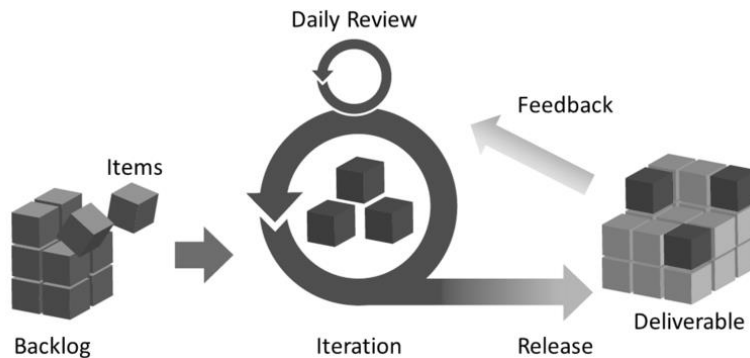 Daily Review
Feedback
Items
Backlog
Iteration
Release
Deliverable